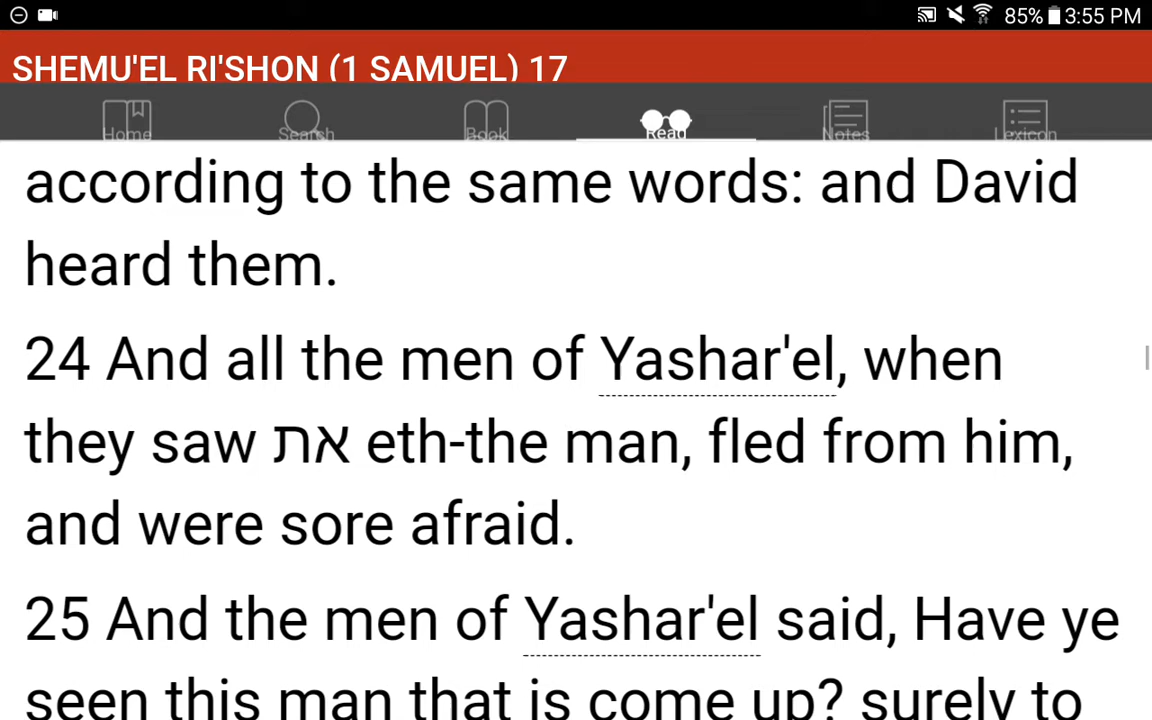 85% 3:55 PM
SHEMU'EL RI'SHON (1 SAMUEL) 17
Home Search Book Read Notes Lexicon
according to the same words: and David
heard them.
24 And all the men of Yashar'el, when
they saw את eth-the man, fled from him,
and were sore afraid.
25 And the men of Yashar'el said, Have ye
seen this man that is come up? surely to